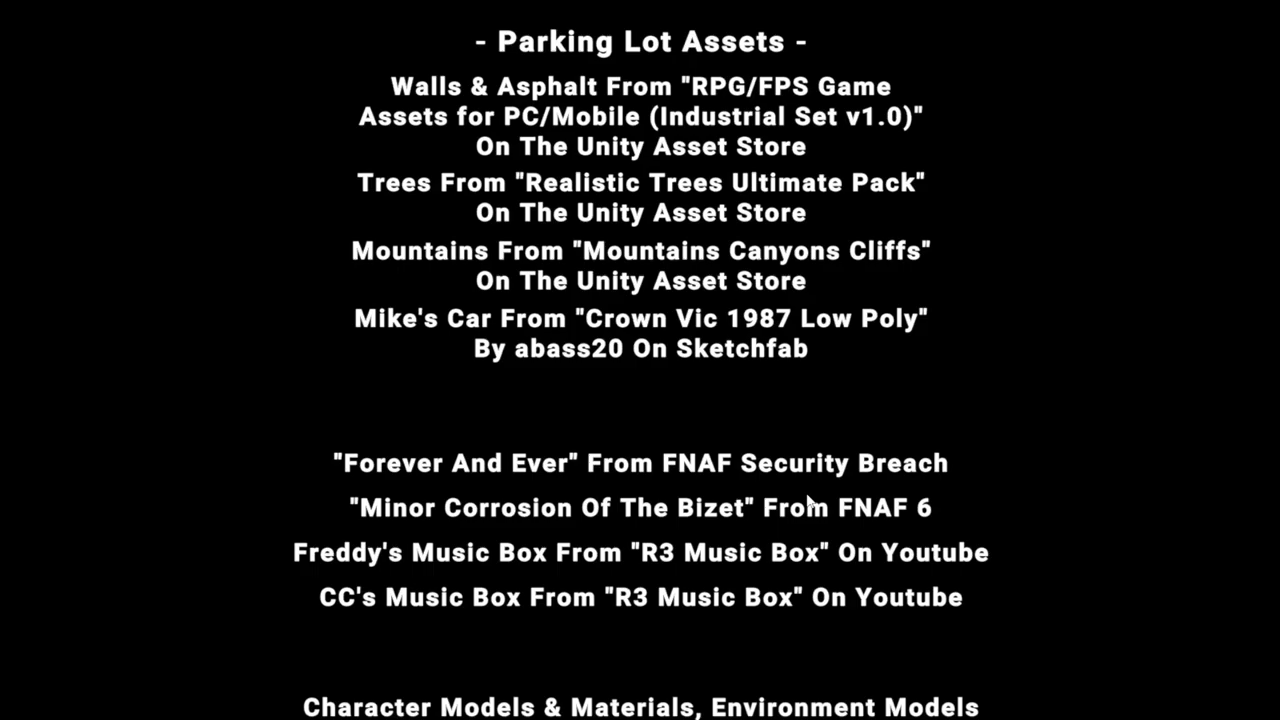 - Parking Lot Assets -
Walls & Asphalt From "RPG/FPS Game
Assets for PC/Mobile (Industrial Set v1.0)"
On The Unity Asset Store
Trees From "Realistic Trees Ultimate Pack"
On The Unity Asset Store
Mountains From "Mountains Canyons Cliffs"
On The Unity Asset Store
Mike's Car From "Crown Vic 1987 Low Poly"
By abass20 On Sketchfab
"Forever And Ever" From FNAF Security Breach
"Minor Corrosion Of The Bizet" From FNAF 6
Freddy's Music Box From "R3 Music Box" On Youtube
CC's Music Box From "R3 Music Box" On Youtube
Character Models & Materials, Environment Models